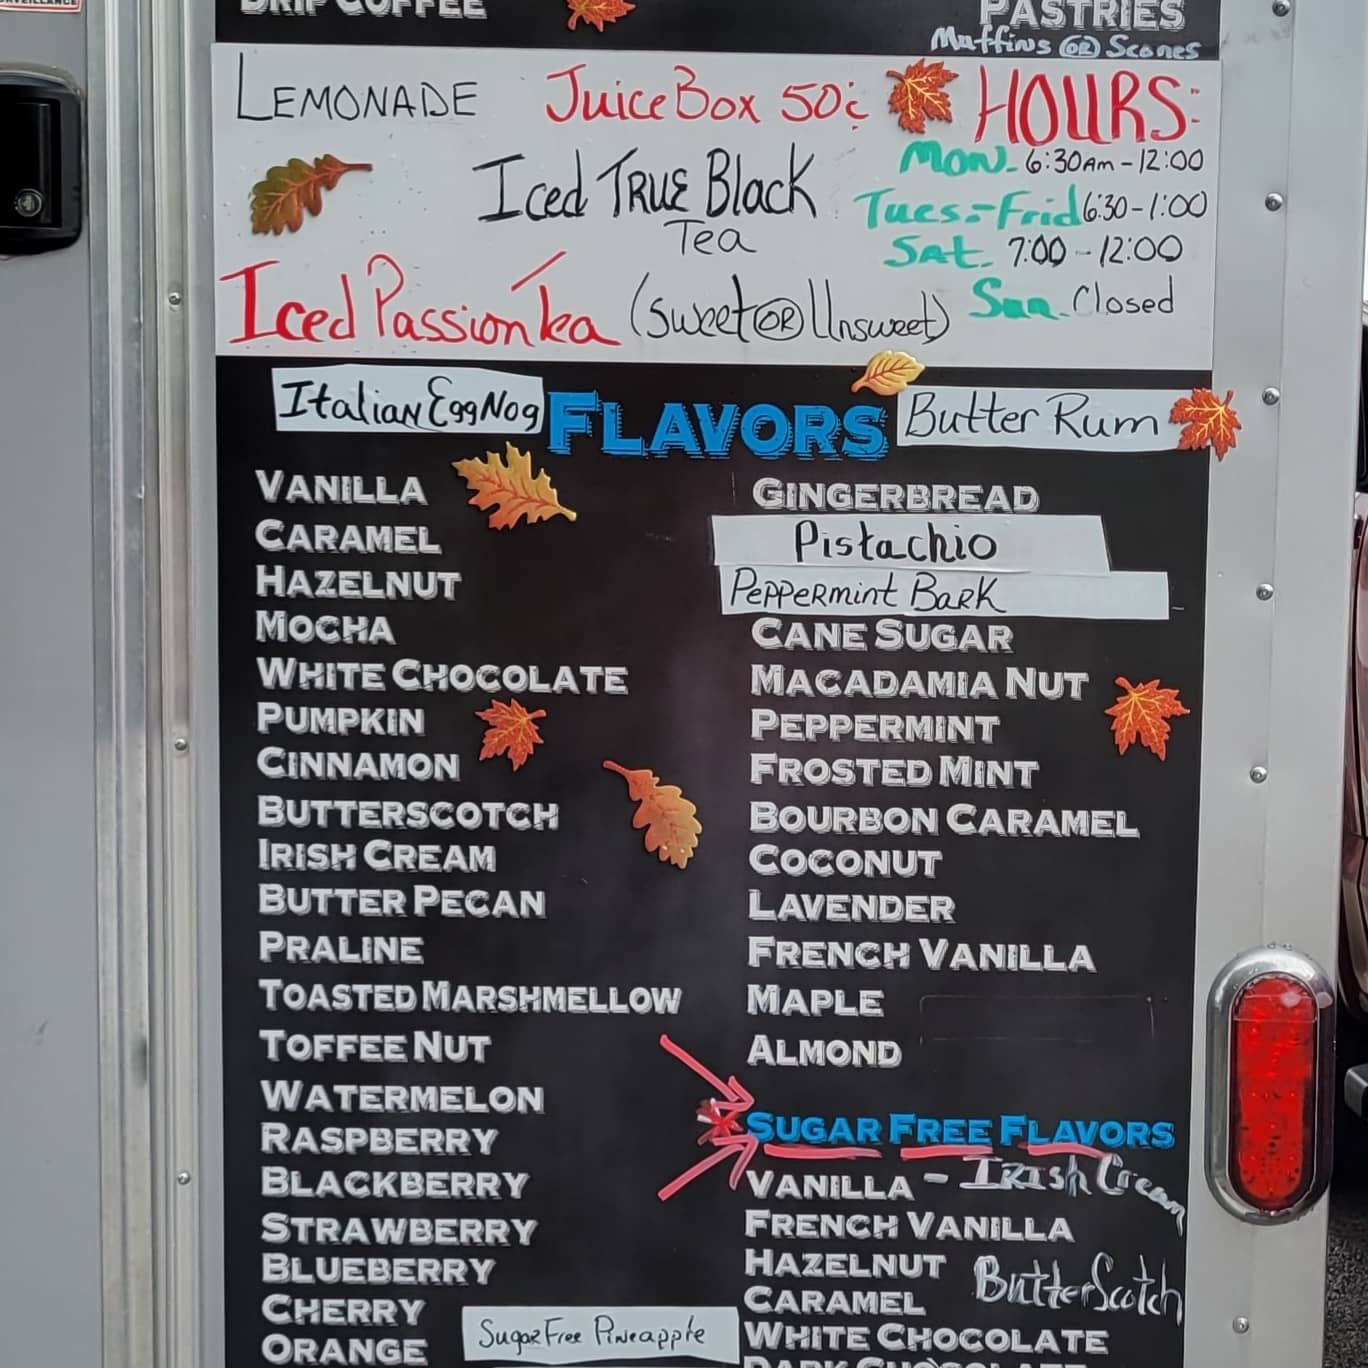 DRIP COFFEE
PASTRIES
Muffins OR Scones
LEMONADE
Juice Box 50¢
HOURS:
Mon. 6:30AM-12:00
Iced TRUE Black
Tea
Tues.-Frid 6:30-1:00
Sat. 7:00-12:00
Sun. Closed
Iced Passion Tea (Sweet OR Unsweet)
Italian EggNog
FLAVORS
Butter Rum
VANILLA
CARAMEL
HAZELNUT
MOCHA
WHITE CHOCOLATE
PUMPKIN
CINNAMON
BUTTERSCOTCH
IRISH CREAM
BUTTER PECAN
PRALINE
TOASTED MARSHMELLOW
TOFFEE NUT
WATERMELON
RASPBERRY
BLACKBERRY
STRAWBERRY
BLUEBERRY
CHERRY
ORANGE
Sugar Free Pineapple
GINGERBREAD
Pistachio
Peppermint Bark
CANE SUGAR
MACADAMIA NUT
PEPPERMINT
FROSTED MINT
BOURBON CARAMEL
COCONUT
LAVENDER
FRENCH VANILLA
MAPLE
ALMOND
SUGAR FREE FLAVORS
VANILLA - IRISH Cream
FRENCH VANILLA
HAZELNUT
ButterScotch
CARAMEL
WHITE CHOCOLATE
DARK CHOCOLATE